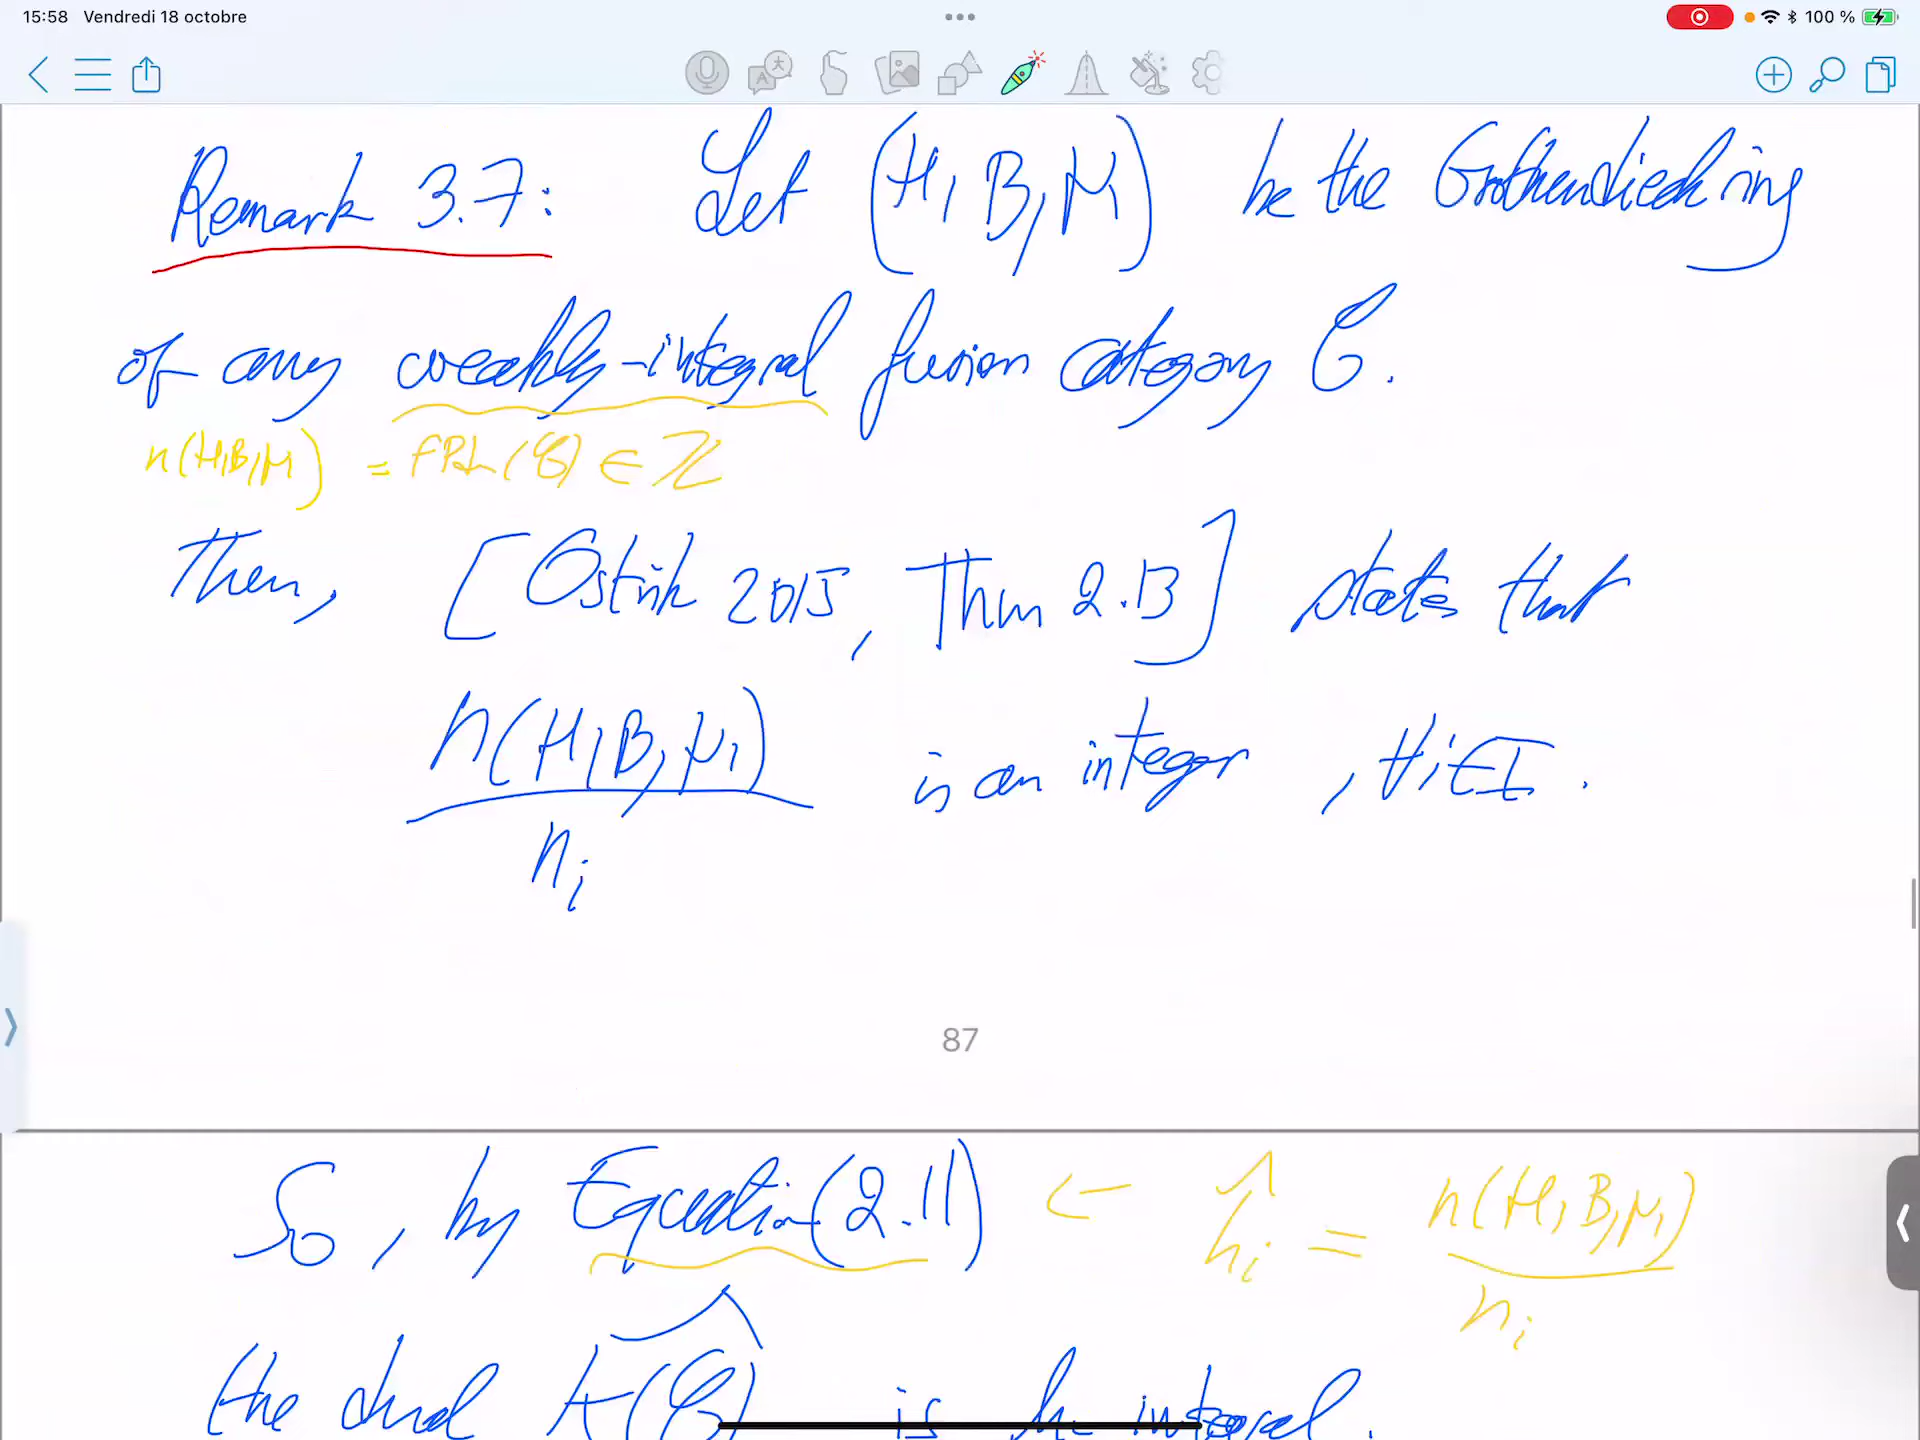 15:58 Vendredi 18 octobre
100 %
Remark 3.7: Let (H, B, μ) be the Grothendieck ring
of any weakly-integral fusion category C.
n(H,B,μ) = FPdim(C) ∈ ℤ
Then, [Ostrik 2015, Thm 2.13] states that
n(H,B,μ)
is an integer, ∀i∈I.
n_i
87
So, by Equation (2.11) ← ĥ_i = n(H,B,μ)
n_i
the dual K̂(C) is h-integral.